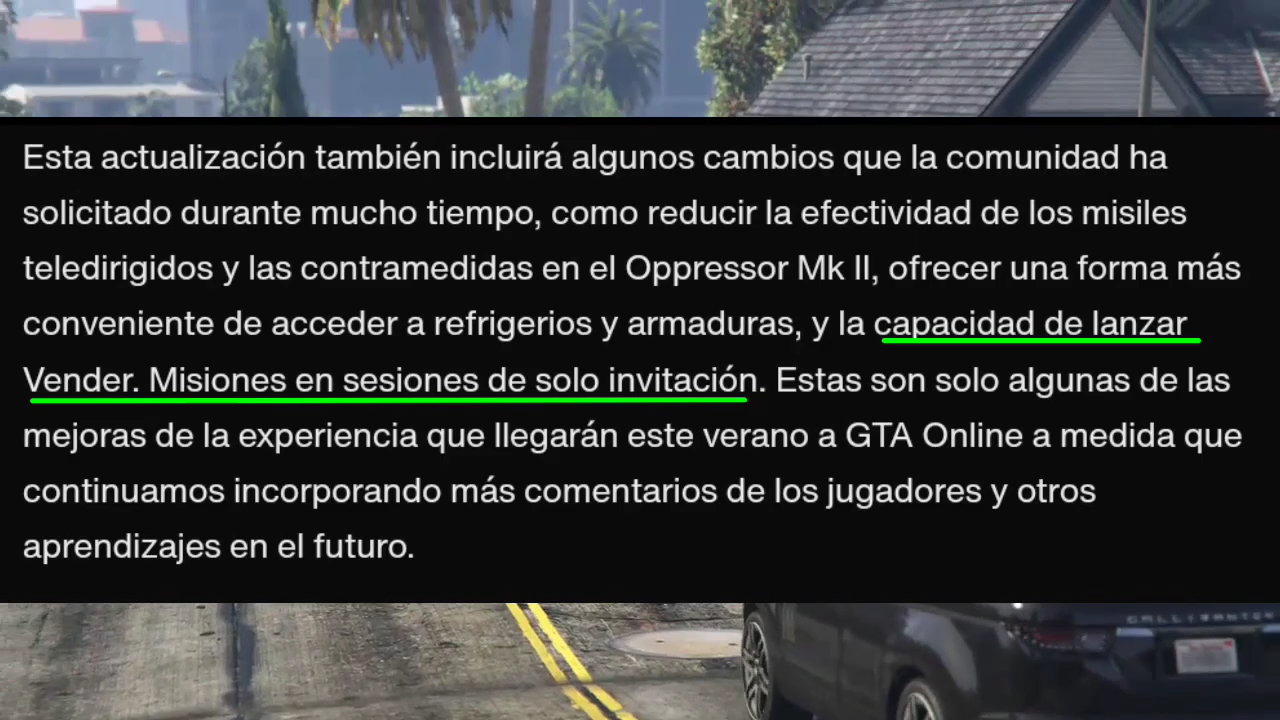 Esta actualización también incluirá algunos cambios que la comunidad ha
solicitado durante mucho tiempo, como reducir la efectividad de los misiles
teledirigidos y las contramedidas en el Oppressor Mk II, ofrecer una forma más
conveniente de acceder a refrigerios y armaduras, y la capacidad de lanzar
Vender. Misiones en sesiones de solo invitación. Estas son solo algunas de las
mejoras de la experiencia que llegarán este verano a GTA Online a medida que
continuamos incorporando más comentarios de los jugadores y otros
aprendizajes en el futuro.